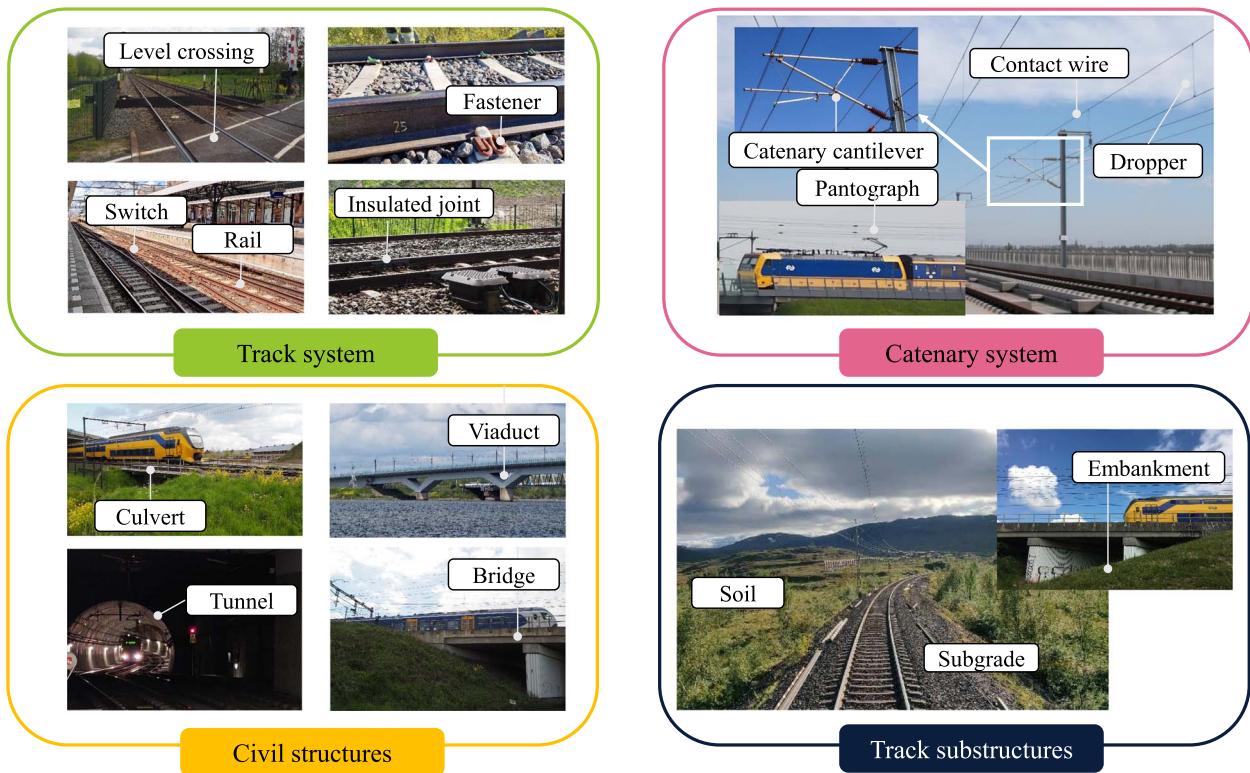 Level crossing
Fastener
25
Switch
Rail
Insulated joint
Track system
Contact wire
Catenary cantilever
Dropper
Pantograph
Catenary system
Viaduct
Culvert
Tunnel
Bridge
Civil structures
Embankment
Soil
Subgrade
Track substructures